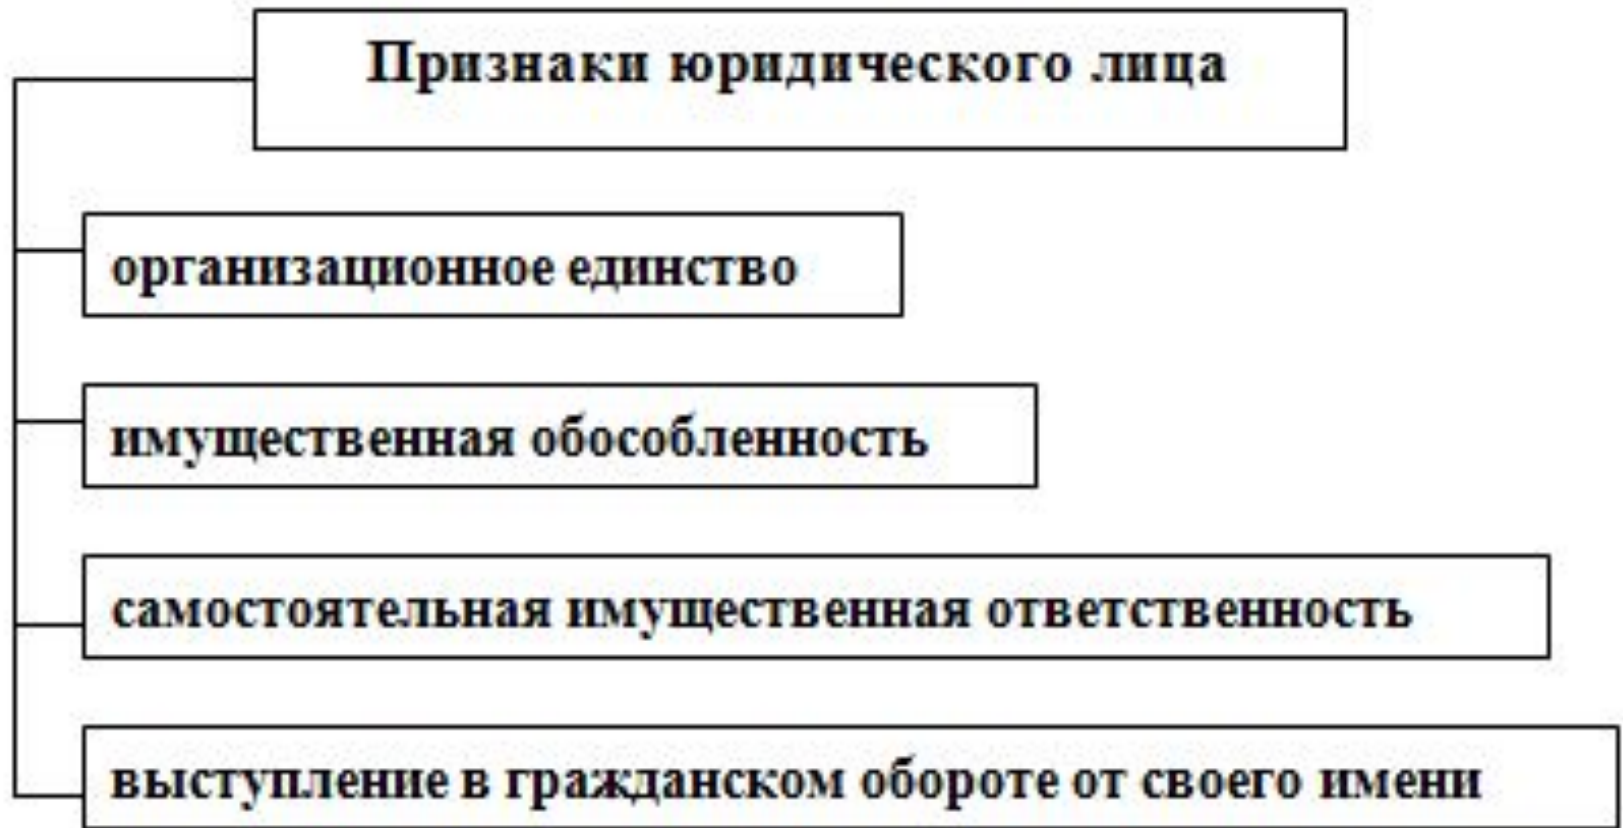 Признаки юридического лица
организационное единство
имущественная обособленность
самостоятельная имущественная ответственность
выступление в гражданском обороте от своего имени